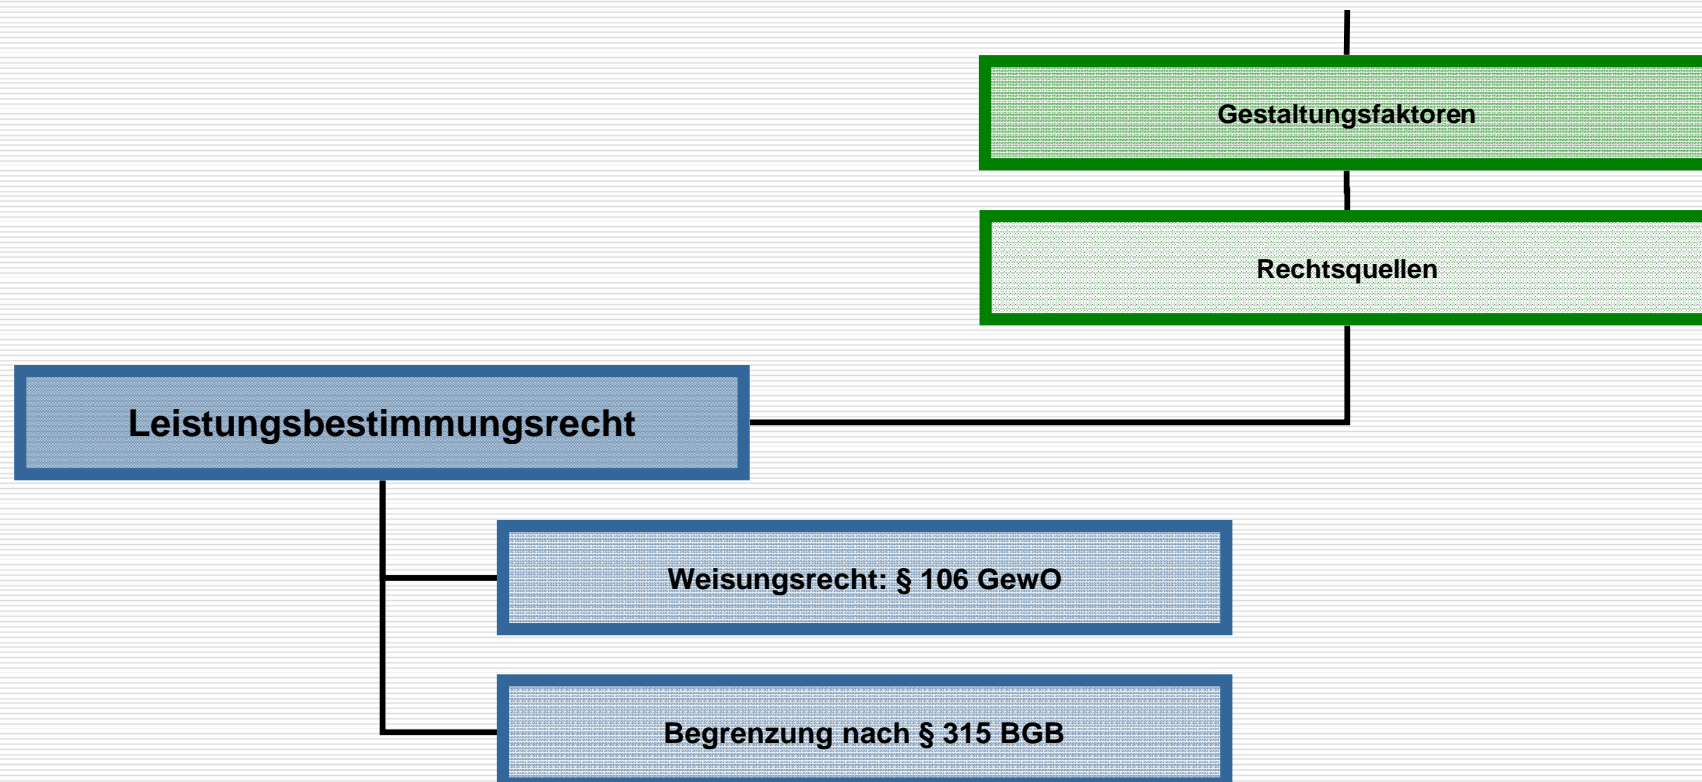 Gestaltungsfaktoren
Rechtsquellen
Leistungsbestimmungsrecht
Weisungsrecht: § 106 GewO
Begrenzung nach § 315 BGB